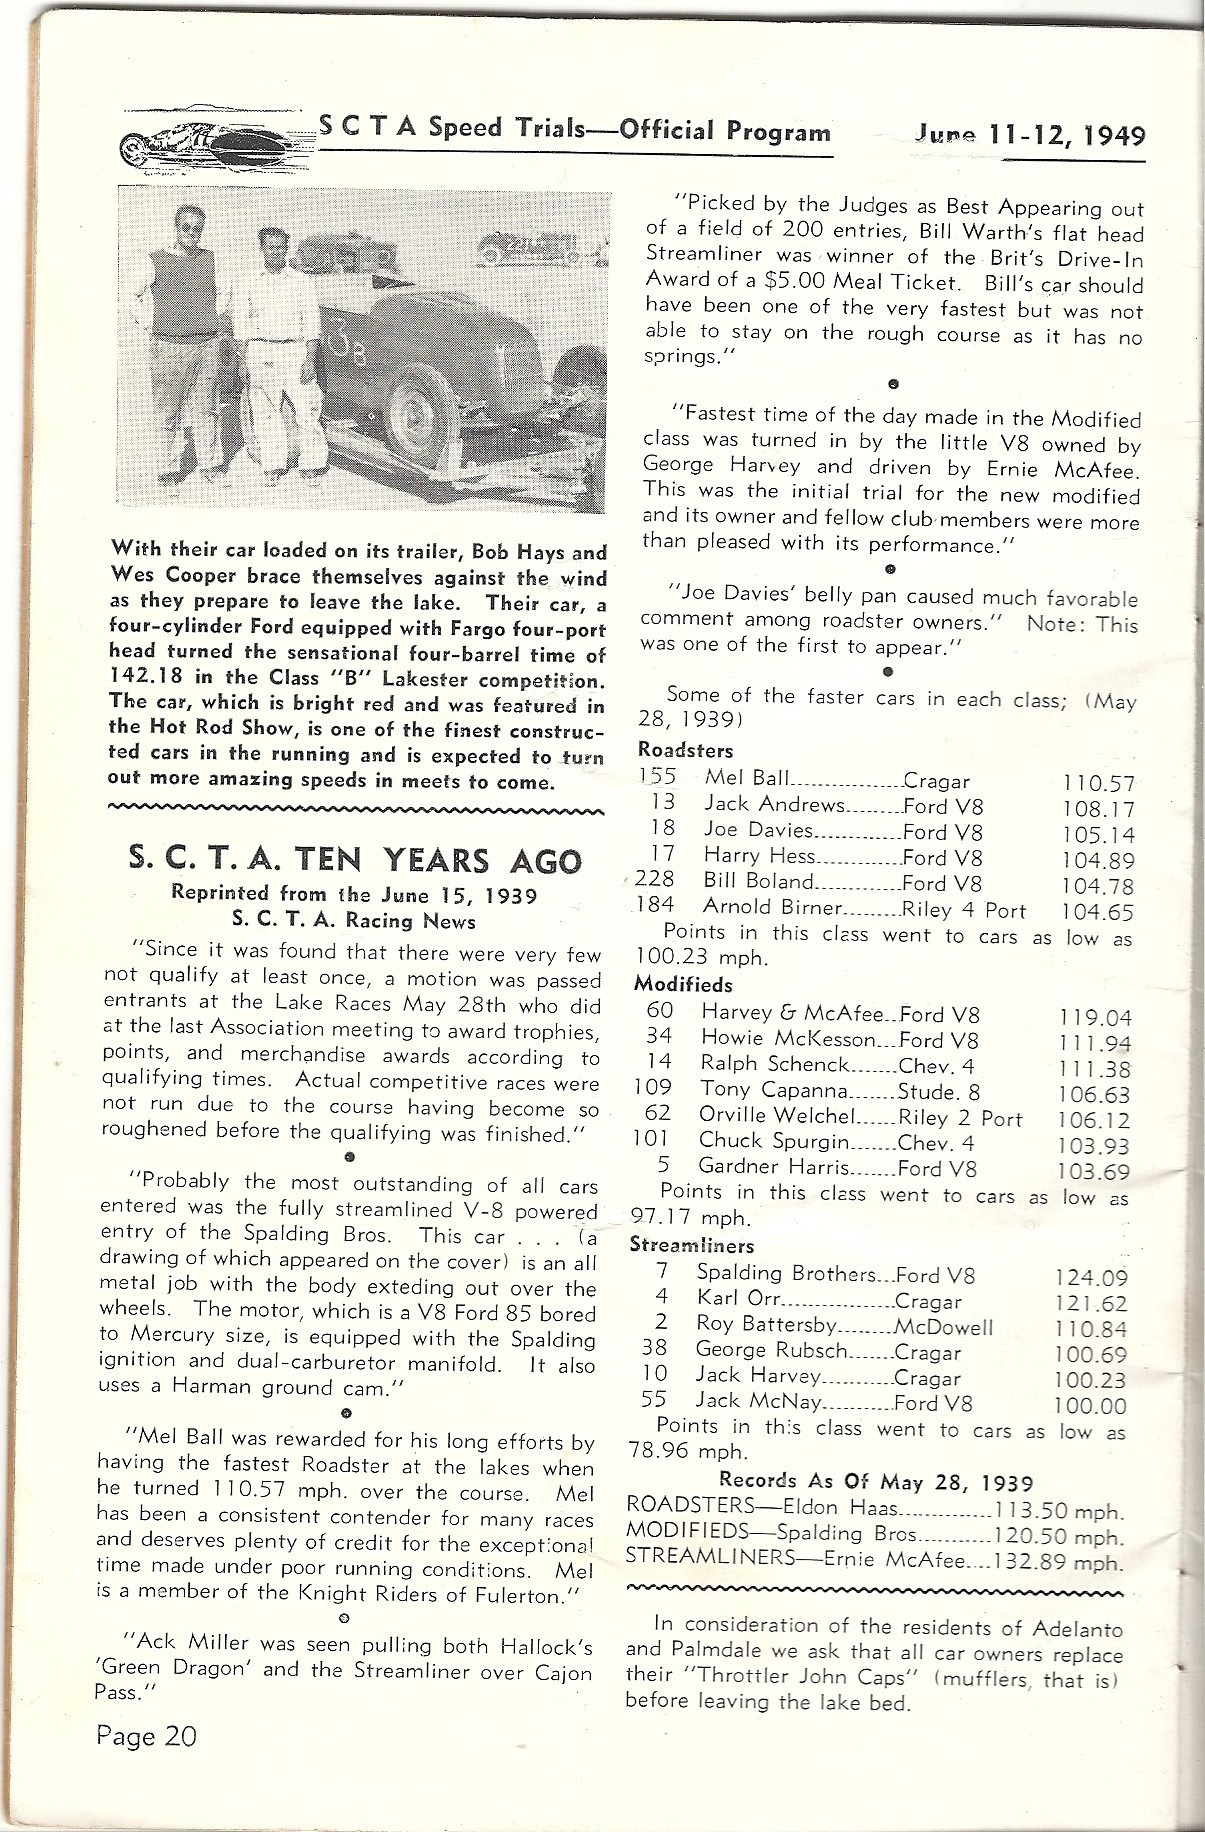 S C T A Speed Trials—Official Program June 11-12, 1949
With their car loaded on its trailer, Bob Hays and
Wes Cooper brace themselves against the wind
as they prepare to leave the lake. Their car, a
four-cylinder Ford equipped with Fargo four-port
head turned the sensational four-barrel time of
142.18 in the Class "B" Lakester competition.
The car, which is bright red and was featured in
the Hot Rod Show, is one of the finest construc-
ted cars in the running and is expected to turn
out more amazing speeds in meets to come.
S. C. T. A. TEN YEARS AGO
Reprinted from the June 15, 1939
S. C. T. A. Racing News
"Since it was found that there were very few
not qualify at least once, a motion was passed
entrants at the Lake Races May 28th who did
at the last Association meeting to award trophies,
points, and merchandise awards according to
qualifying times. Actual competitive races were
not run due to the course having become so
roughened before the qualifying was finished."
"Probably the most outstanding of all cars
entered was the fully streamlined V-8 powered
entry of the Spalding Bros. This car . . . (a
drawing of which appeared on the cover) is an all
metal job with the body exteding out over the
wheels. The motor, which is a V8 Ford 85 bored
to Mercury size, is equipped with the Spalding
ignition and dual-carburetor manifold. It also
uses a Harman ground cam."
"Mel Ball was rewarded for his long efforts by
having the fastest Roadster at the lakes when
he turned 110.57 mph. over the course. Mel
has been a consistent contender for many races
and deserves plenty of credit for the exceptional
time made under poor running conditions. Mel
is a member of the Knight Riders of Fulerton."
"Ack Miller was seen pulling both Hallock's
'Green Dragon' and the Streamliner over Cajon
Pass."
Page 20
"Picked by the Judges as Best Appearing out
of a field of 200 entries, Bill Warth's flat head
Streamliner was winner of the Brit's Drive-In
Award of a $5.00 Meal Ticket. Bill's car should
have been one of the very fastest but was not
able to stay on the rough course as it has no
springs."
"Fastest time of the day made in the Modified
class was turned in by the little V8 owned by
George Harvey and driven by Ernie McAfee.
This was the initial trial for the new modified
and its owner and fellow club members were more
than pleased with its performance."
"Joe Davies' belly pan caused much favorable
comment among roadster owners." Note: This
was one of the first to appear."
Some of the faster cars in each class; (May
28, 1939)
Roadsters
155 Mel Ball................Cragar 110.57
13 Jack Andrews........Ford V8 108.17
18 Joe Davies............Ford V8 105.14
17 Harry Hess............Ford V8 104.89
228 Bill Boland............Ford V8 104.78
184 Arnold Birner........Riley 4 Port 104.65
Points in this class went to cars as low as
100.23 mph.
Modifieds
60 Harvey & McAfee..Ford V8 119.04
34 Howie McKesson...Ford V8 111.94
14 Ralph Schenck.......Chev. 4 111.38
109 Tony Capanna.......Stude. 8 106.63
62 Orville Welchel......Riley 2 Port 106.12
101 Chuck Spurgin.......Chev. 4 103.93
5 Gardner Harris.......Ford V8 103.69
Points in this class went to cars as low as
97.17 mph.
Streamliners
7 Spalding Brothers...Ford V8 124.09
4 Karl Orr................Cragar 121.62
2 Roy Battersby........McDowell 110.84
38 George Rubsch.......Cragar 100.69
10 Jack Harvey...........Cragar 100.23
55 Jack McNay..........Ford V8 100.00
Points in this class went to cars as low as
78.96 mph.
Records As Of May 28, 1939
ROADSTERS—Eldon Haas..............113.50 mph.
MODIFIEDS—Spalding Bros...........120.50 mph.
STREAMLINERS—Ernie McAfee....132.89 mph.
In consideration of the residents of Adelanto
and Palmdale we ask that all car owners replace
their "Throttler John Caps" (mufflers, that is)
before leaving the lake bed.